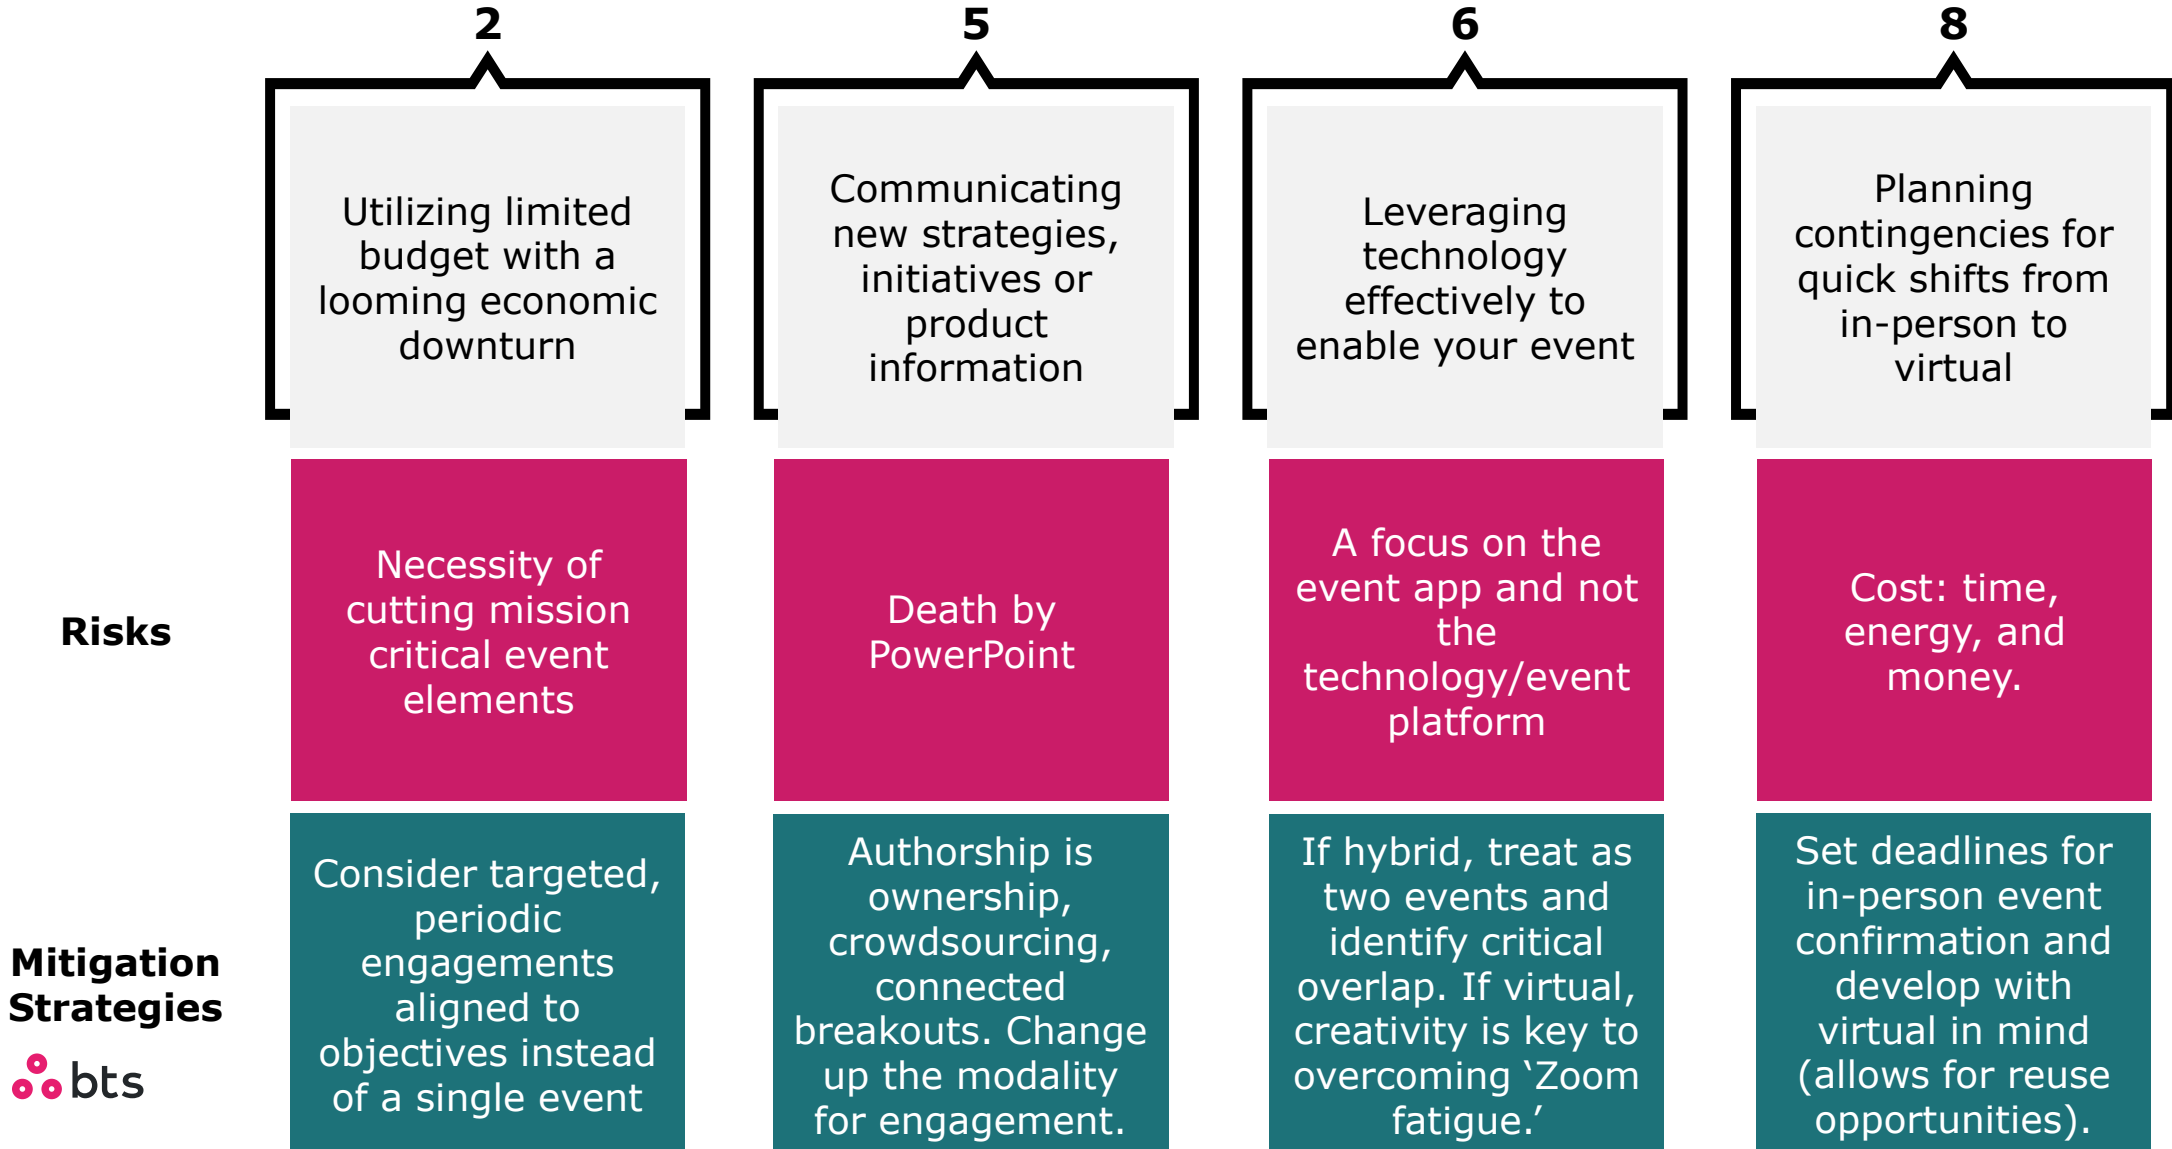 2
5
6
8
Utilizing limited
budget with a
looming economic
downturn
Communicating
new strategies,
initiatives or
product
information
Leveraging
technology
effectively to
enable your event
Planning
contingencies for
quick shifts from
in-person to
virtual
Risks
Necessity of
cutting mission
critical event
elements
Death by
PowerPoint
A focus on the
event app and not
the
technology/event
platform
Cost: time,
energy, and
money.
Mitigation
Strategies
Consider targeted,
periodic
engagements
aligned to
objectives instead
of a single event
Authorship is
ownership,
crowdsourcing,
connected
breakouts. Change
up the modality
for engagement.
If hybrid, treat as
two events and
identify critical
overlap. If virtual,
creativity is key to
overcoming ‘Zoom
fatigue.’
Set deadlines for
in-person event
confirmation and
develop with
virtual in mind
(allows for reuse
opportunities).
bts